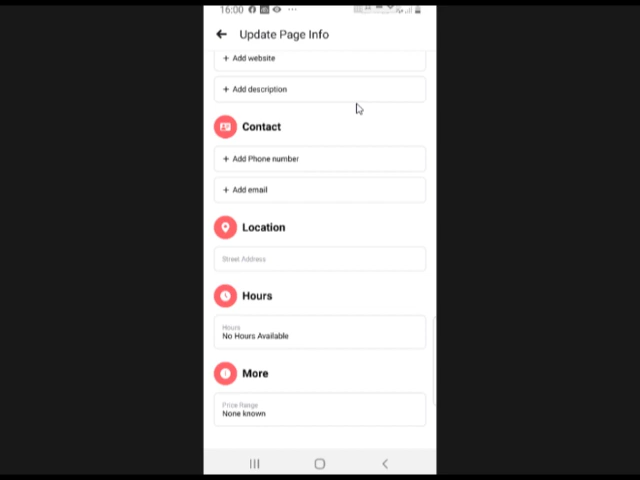 16:00
Update Page Info
+ Add website
+ Add description
Contact
+ Add Phone number
+ Add email
Location
Street Address
Hours
Hours
No Hours Available
More
Price Range
None known